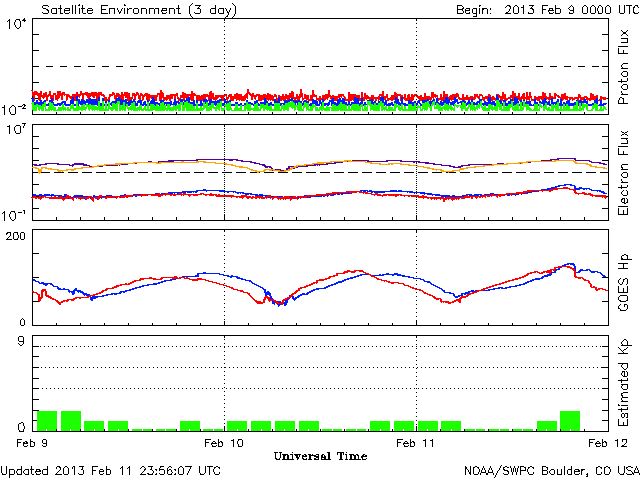 Satellite Environment (3 day)
Begin: 2013 Feb 9 0000 UTC
10^4
10^-2
Proton Flux
10^7
10^-1
Electron Flux
200
0
GOES Hp
9
0
Estimated Kp
Feb 9 Feb 10 Feb 11 Feb 12
Universal Time
Updated 2013 Feb 11 23:56:07 UTC
NOAA/SWPC Boulder, CO USA